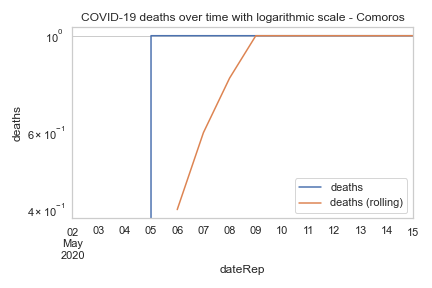 COVID-19 deaths over time with logarithmic scale - Comoros
10⁰
6 × 10⁻¹
4 × 10⁻¹
deaths
deaths
deaths (rolling)
02 03 04 05 06 07 08 09 10 11 12 13 14 15
May
2020
dateRep